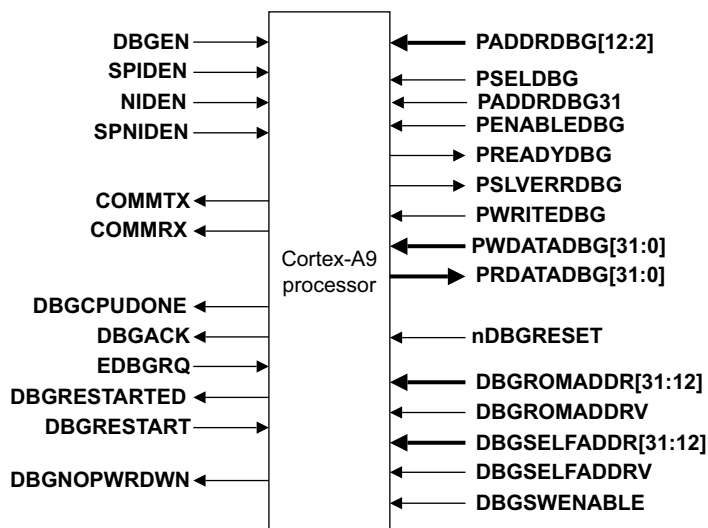 DBGEN
SPIDEN
NIDEN
SPNIDEN
COMMTX
COMMRX
DBGCPUDONE
DBGACK
EDBGRQ
DBGRESTARTED
DBGRESTART
DBGNOPWRDWN
Cortex-A9
processor
PADDRDBG[12:2]
PSELDBG
PADDRDBG31
PENABLEDBG
PREADYDBG
PSLVERRDBG
PWRITEDBG
PWDATADBG[31:0]
PRDATADBG[31:0]
nDBGRESET
DBGROMADDR[31:12]
DBGROMADDRV
DBGSELFADDR[31:12]
DBGSELFADDRV
DBGSWENABLE